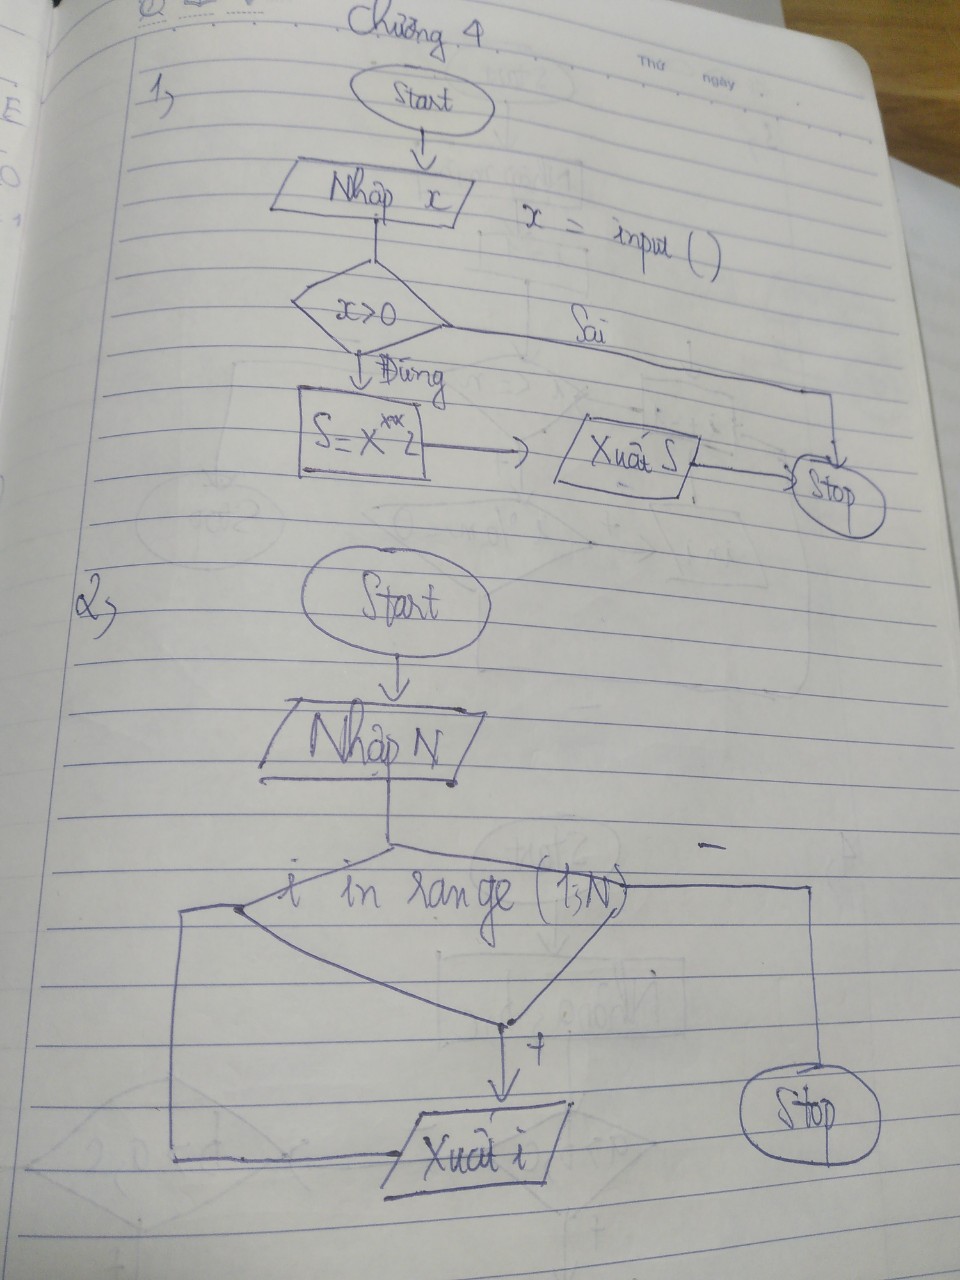 Chương 4
Thứ ngày
1,
Start
Nhập x
x = input ()
x>0
Sai
Đúng
S=x**2
Xuất S
Stop
2,
Start
Nhập N
i in range (1;N)
-
+
Xuất i
Stop